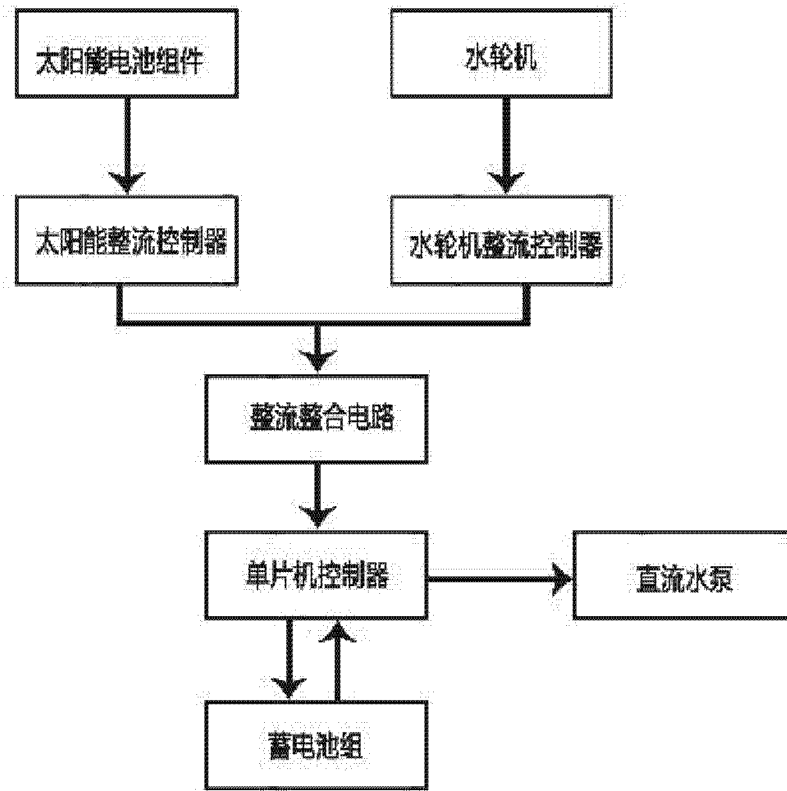 太阳能电池组件
水轮机
太阳能整流控制器
水轮机整流控制器
整流整合电路
单片机控制器
直流水泵
蓄电池组